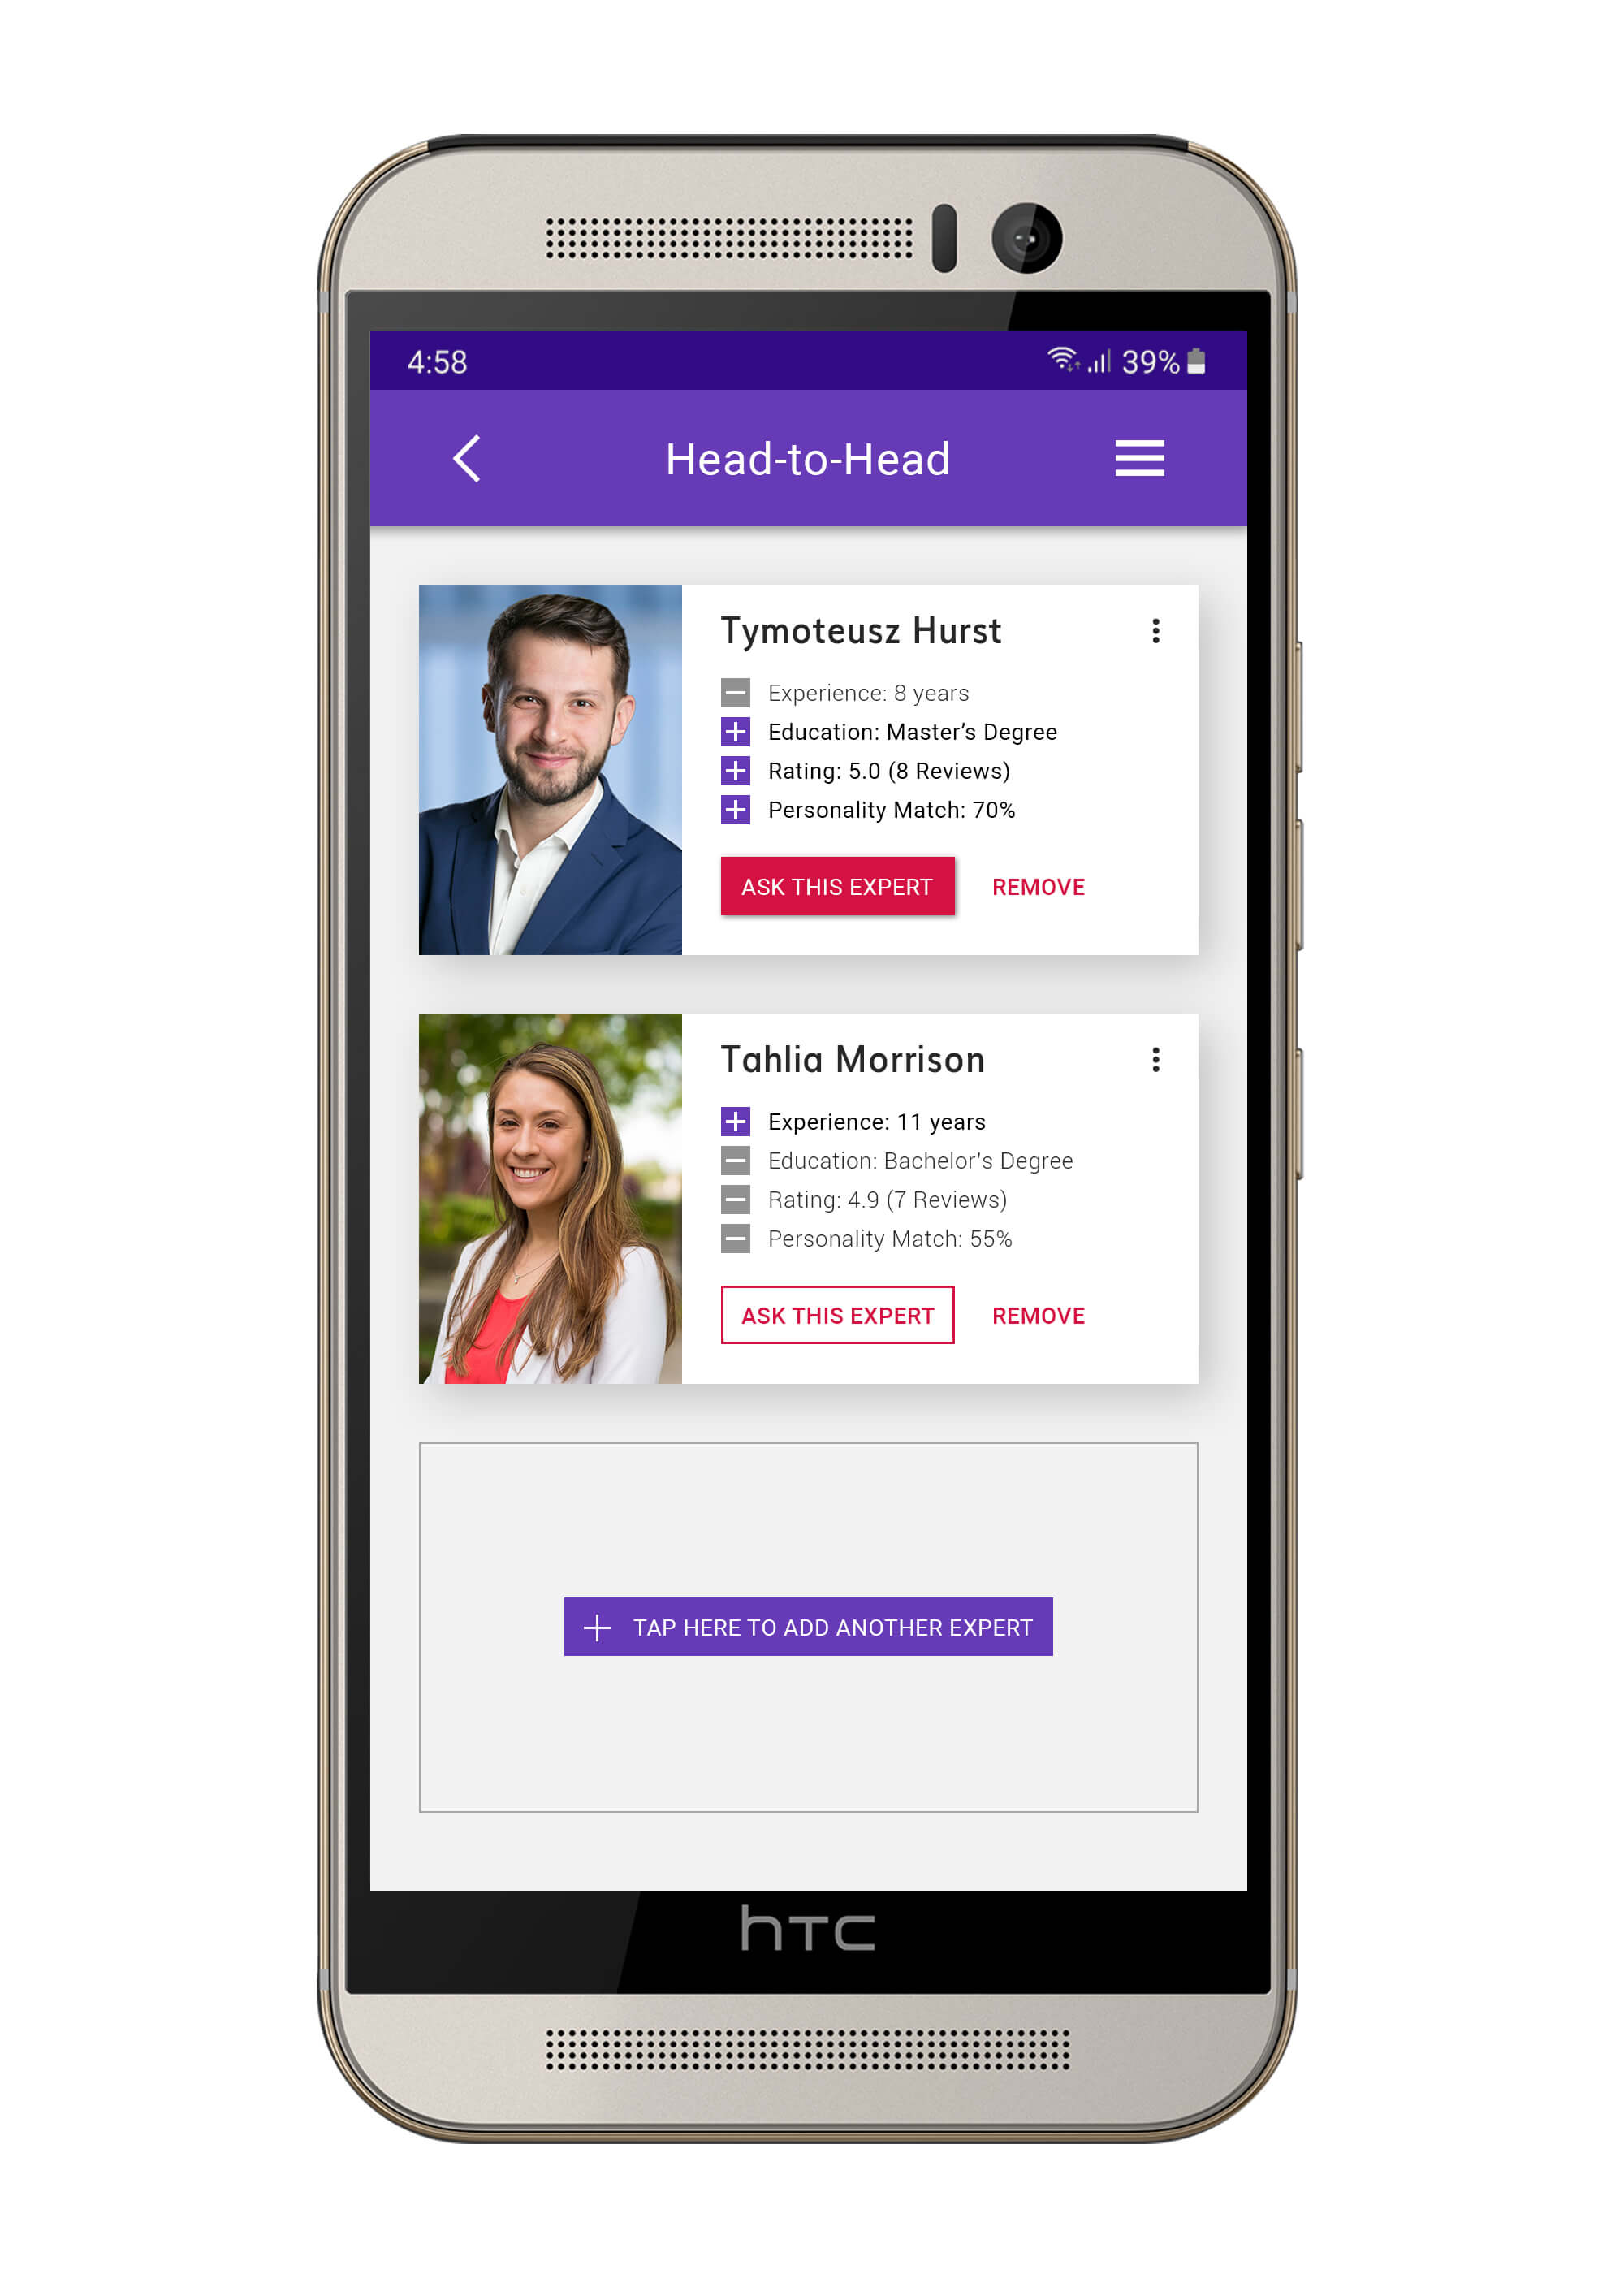 4:58
39%
Head-to-Head
Tymoteusz Hurst
Experience: 8 years
Education: Master’s Degree
Rating: 5.0 (8 Reviews)
Personality Match: 70%
ASK THIS EXPERT
REMOVE
Tahlia Morrison
Experience: 11 years
Education: Bachelor's Degree
Rating: 4.9 (7 Reviews)
Personality Match: 55%
ASK THIS EXPERT
REMOVE
TAP HERE TO ADD ANOTHER EXPERT
hTC